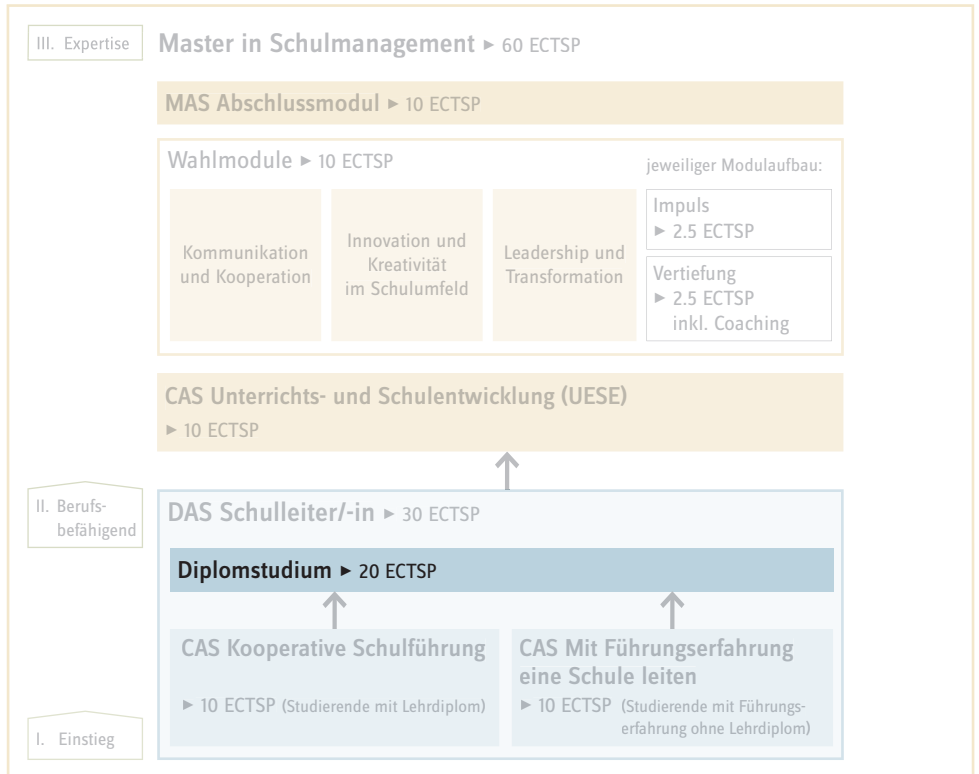 III. Expertise
Master in Schulmanagement ► 60 ECTSP
MAS Abschlussmodul ► 10 ECTSP
Wahlmodule ► 10 ECTSP
jeweiliger Modulaufbau:
Kommunikation
und Kooperation
Innovation und
Kreativität
im Schulumfeld
Leadership und
Transformation
Impuls
► 2.5 ECTSP
Vertiefung
► 2.5 ECTSP
inkl. Coaching
CAS Unterrichts- und Schulentwicklung (UESE)
► 10 ECTSP
II. Berufs-
befähigend
DAS Schulleiter/-in ► 30 ECTSP
Diplomstudium ► 20 ECTSP
CAS Kooperative Schulführung
► 10 ECTSP (Studierende mit Lehrdiplom)
CAS Mit Führungserfahrung
eine Schule leiten
► 10 ECTSP (Studierende mit Führungs-
erfahrung ohne Lehrdiplom)
I. Einstieg